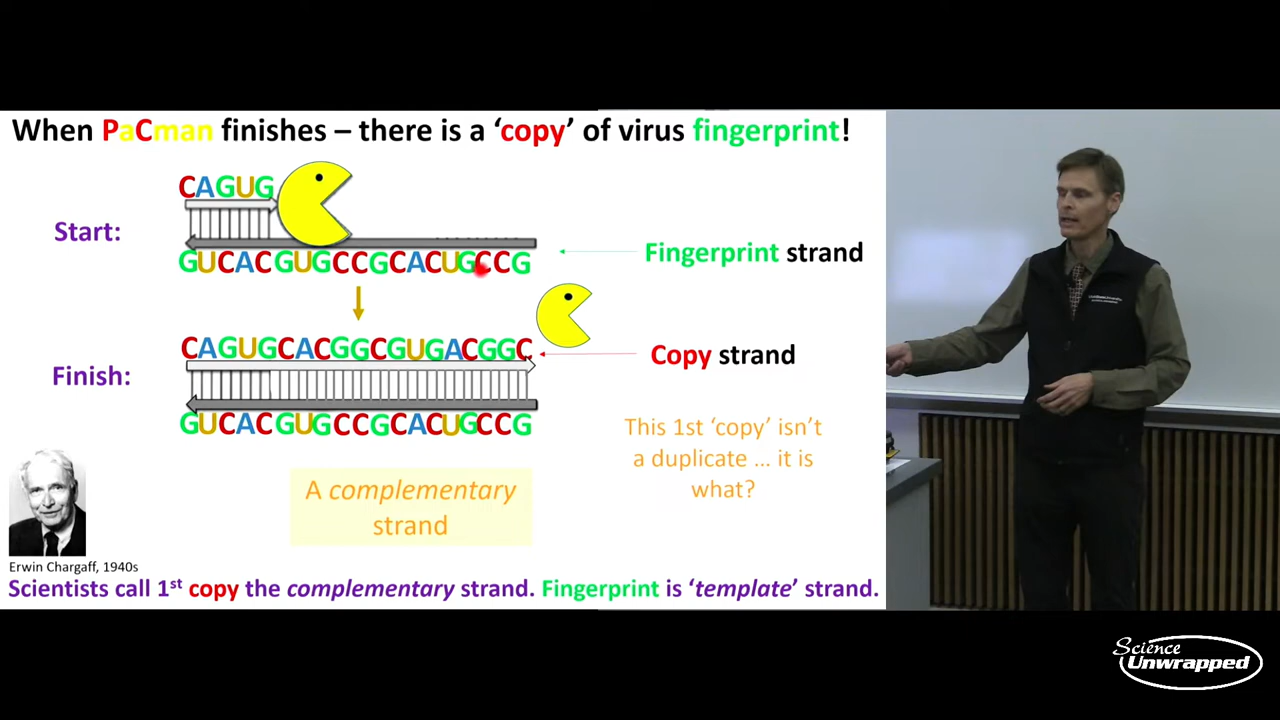 When PaCman finishes – there is a ‘copy’ of virus fingerprint!
CAGUG
Start:
GUCACGUGCCGCACUGCCG
Fingerprint strand
CAGUGCACGGCGUGACGGC
Copy strand
Finish:
GUCACGUGCCGCACUGCCG
This 1st ‘copy’ isn’t
a duplicate ... it is
what?
A complementary
strand
Erwin Chargaff, 1940s
Scientists call 1st copy the complementary strand. Fingerprint is ‘template’ strand.
Science
Unwrapped